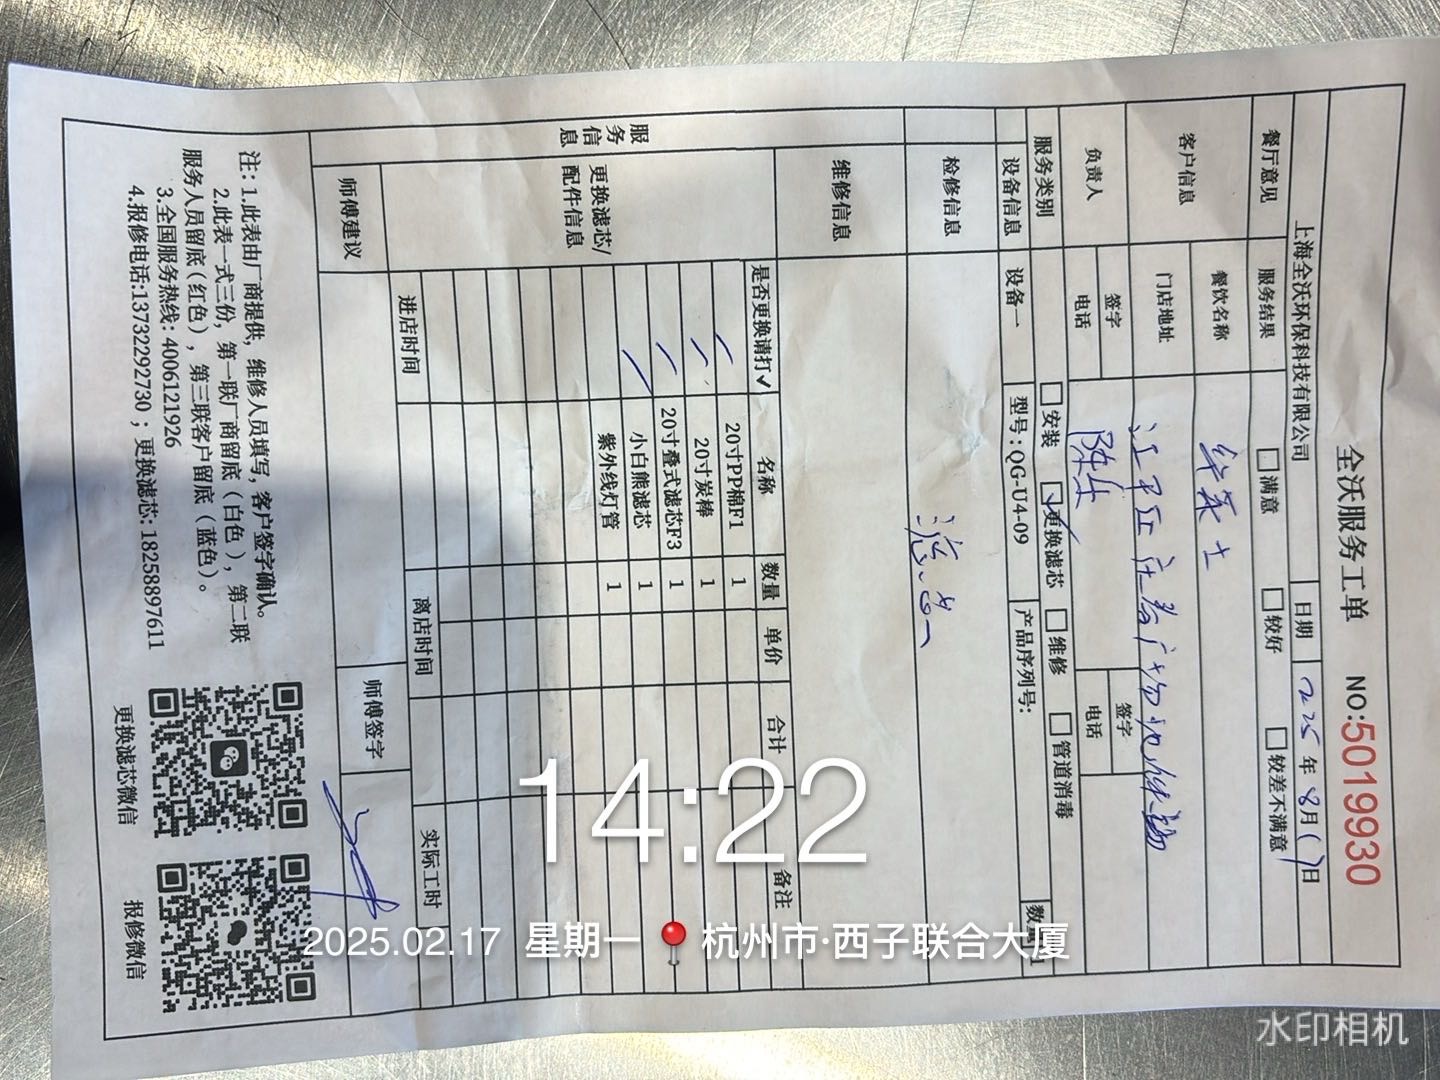 全沃服务工单 NO:50199930
上海全沃环保科技有限公司 日期 年 8月 日
餐厅意见 服务结果 □满意 □较好 □较差不满意
客户信息 餐饮名称 华莱士
门店地址
负责人 签字 签字
电话 电话
服务类别 □安装 ☑更换滤芯 □维修 □管道消毒
设备信息 设备一 型号:QG-U4-09 产品序列号: 数 1
检修信息
服务信息
维修信息
更换滤芯/配件信息
是否更换请打✓ 名称 数量 单价 合计 备注
✓ 20寸PP棉F1 1
✓ 20寸炭棒 1
✓ 20寸叠式滤芯F3 1
✓ 小白熊滤芯 1
紫外线灯管 1
进店时间 离店时间 实际工时
师傅建议 师傅签字
注: 1.此表由厂商提供, 维修人员填写, 客户签字确认。
2.此表一式三份, 第一联厂商留底(白色), 第二联
服务人员留底(红色), 第三联客户留底(蓝色)。
3.全国服务热线: 4006121926
4.报修电话:13732292730 ; 更换滤芯: 18258897611
更换滤芯微信 报修微信
14:22
2025.02.17 星期一 杭州市·西子联合大厦
水印相机